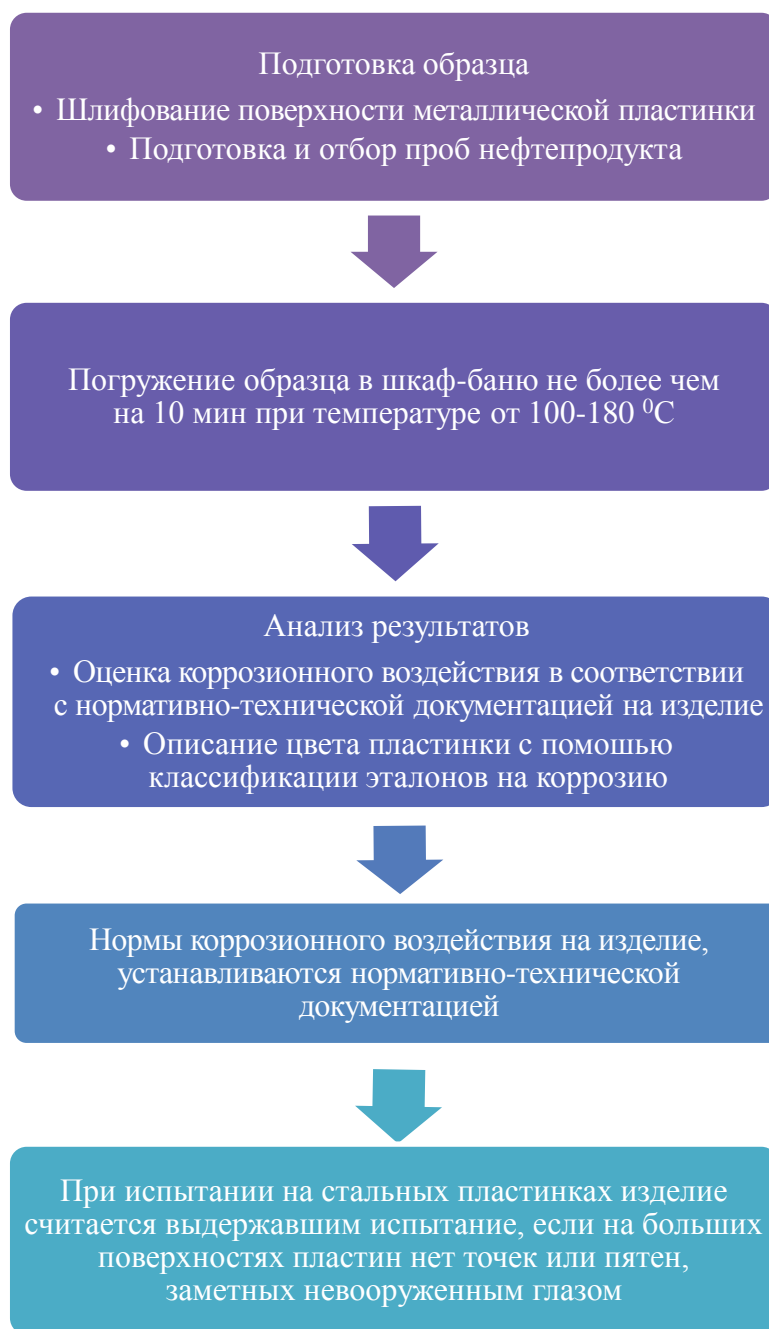 Подготовка образца
• Шлифование поверхности металлической пластинки
• Подготовка и отбор проб нефтепродукта
Погружение образца в шкаф-баню не более чем
на 10 мин при температуре от 100-180 ⁰С
Анализ результатов
• Оценка коррозионного воздействия в соответствии
с нормативно-технической документацией на изделие
• Описание цвета пластинки с помошью
классификации эталонов на коррозию
Нормы коррозионного воздействия на изделие,
устанавливаются нормативно-технической
документацией
При испытании на стальных пластинках изделие
считается выдержавшим испытание, если на больших
поверхностях пластин нет точек или пятен,
заметных невооруженным глазом